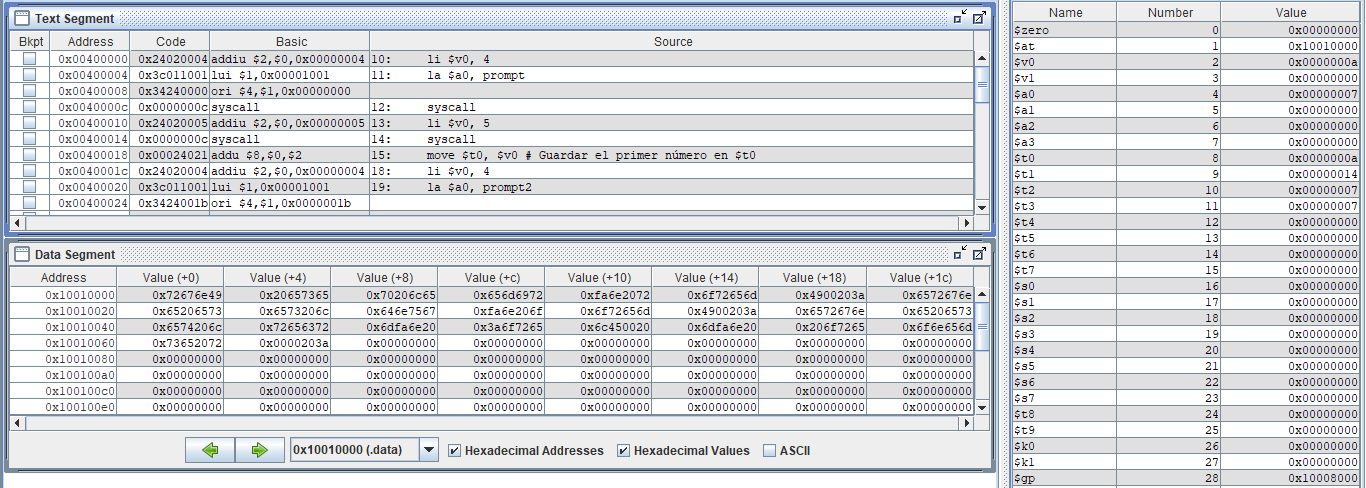 Text Segment
Bkpt Address Code Basic Source
0x00400000 0x24020004 addiu $2,$0,0x00000004 10: li $v0, 4
0x00400004 0x3c011001 lui $1,0x00001001 11: la $a0, prompt
0x00400008 0x34240000 ori $4,$1,0x00000000
0x0040000c 0x0000000c syscall 12: syscall
0x00400010 0x24020005 addiu $2,$0,0x00000005 13: li $v0, 5
0x00400014 0x0000000c syscall 14: syscall
0x00400018 0x00024021 addu $8,$0,$2 15: move $t0, $v0 # Guardar el primer número en $t0
0x0040001c 0x24020004 addiu $2,$0,0x00000004 18: li $v0, 4
0x00400020 0x3c011001 lui $1,0x00001001 19: la $a0, prompt2
0x00400024 0x3424001b ori $4,$1,0x0000001b
Data Segment
Address Value (+0) Value (+4) Value (+8) Value (+c) Value (+10) Value (+14) Value (+18) Value (+1c)
0x10010000 0x72676e49 0x20657365 0x70206c65 0x656d6972 0xfa6e2072 0x6f72656d 0x4900203a 0x6572676e
0x10010020 0x65206573 0x6573206c 0x646e7567 0xfa6e206f 0x6f72656d 0x4900203a 0x6572676e 0x65206573
0x10010040 0x6574206c 0x72656372 0x6dfa6e20 0x3a6f7265 0x6c450020 0x6dfa6e20 0x206f7265 0x6f6e656d
0x10010060 0x73652072 0x0000203a 0x00000000 0x00000000 0x00000000 0x00000000 0x00000000 0x00000000
0x10010080 0x00000000 0x00000000 0x00000000 0x00000000 0x00000000 0x00000000 0x00000000 0x00000000
0x100100a0 0x00000000 0x00000000 0x00000000 0x00000000 0x00000000 0x00000000 0x00000000 0x00000000
0x100100c0 0x00000000 0x00000000 0x00000000 0x00000000 0x00000000 0x00000000 0x00000000 0x00000000
0x100100e0 0x00000000 0x00000000 0x00000000 0x00000000 0x00000000 0x00000000 0x00000000 0x00000000
0x10010000 (.data) Hexadecimal Addresses Hexadecimal Values ASCII
Name Number Value
$zero 0 0x00000000
$at 1 0x10010000
$v0 2 0x0000000a
$v1 3 0x00000000
$a0 4 0x00000007
$a1 5 0x00000000
$a2 6 0x00000000
$a3 7 0x00000000
$t0 8 0x0000000a
$t1 9 0x00000014
$t2 10 0x00000007
$t3 11 0x00000007
$t4 12 0x00000000
$t5 13 0x00000000
$t6 14 0x00000000
$t7 15 0x00000000
$s0 16 0x00000000
$s1 17 0x00000000
$s2 18 0x00000000
$s3 19 0x00000000
$s4 20 0x00000000
$s5 21 0x00000000
$s6 22 0x00000000
$s7 23 0x00000000
$t8 24 0x00000000
$t9 25 0x00000000
$k0 26 0x00000000
$k1 27 0x00000000
$gp 28 0x10008000